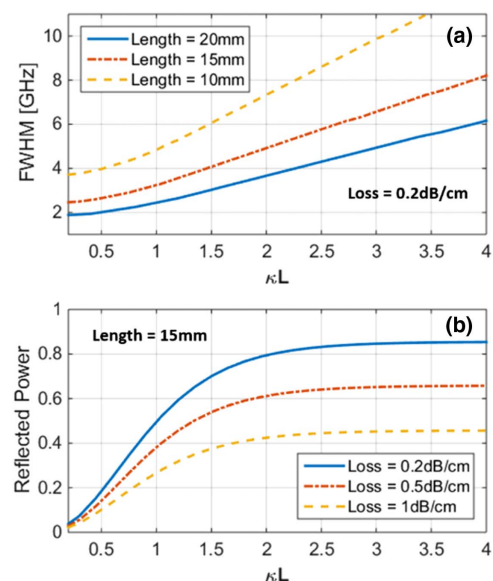 (a)
Length = 20mm
Length = 15mm
Length = 10mm
Loss = 0.2dB/cm
FWHM [GHz]
10
8
6
4
2
0.5 1 1.5 2 2.5 3 3.5 4
κL
(b)
Length = 15mm
Reflected Power
1
0.8
0.6
0.4
0.2
0
Loss = 0.2dB/cm
Loss = 0.5dB/cm
Loss = 1dB/cm
0.5 1 1.5 2 2.5 3 3.5 4
κL